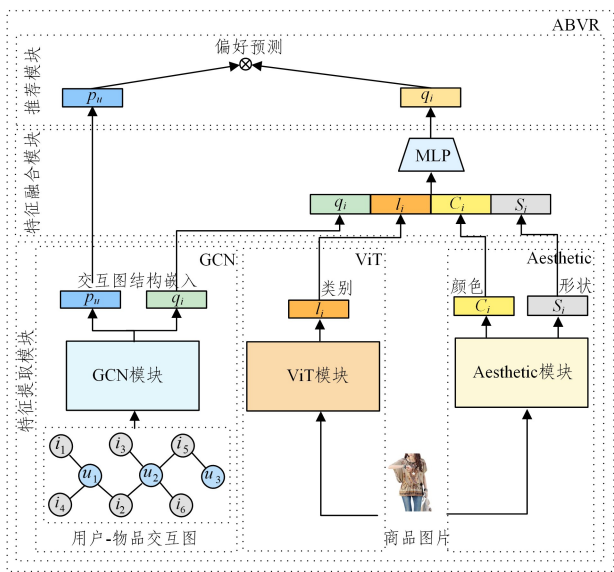 ABVR
偏好预测
推荐模块
p_u
q_i
特征融合模块
MLP
q_i l_i C_i S_i
特征提取模块
GCN
ViT
Aesthetic
交互图结构嵌入
类别
颜色 形状
p_u q_i
l_i
C_i S_i
GCN模块
ViT模块
Aesthetic模块
i_1 i_3 i_5
u_1 u_2 u_3
i_4 i_2 i_6
用户-物品交互图
商品图片